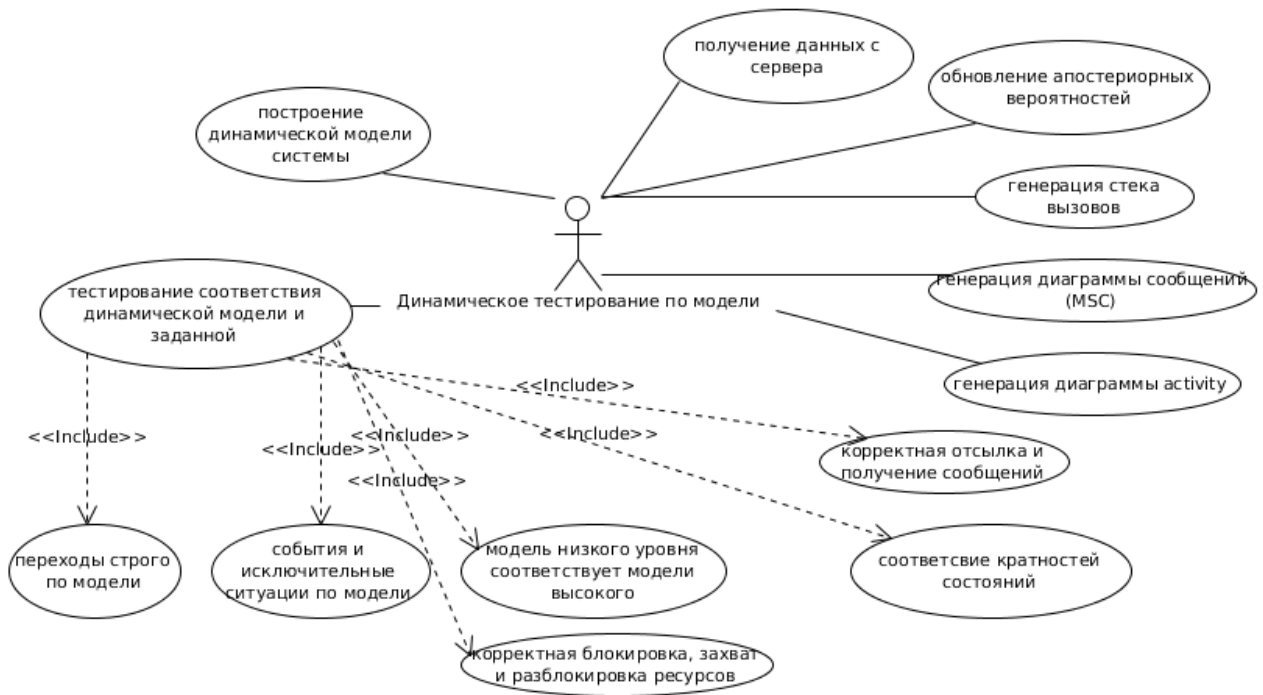 получение данных с
сервера
обновление апостериорных
вероятностей
построение
динамической модели
системы
генерация стека
вызовов
тестирование соответствия
динамической модели и
заданной
Динамическое тестирование по модели
генерация диаграммы сообщений
(MSC)
генерация диаграммы activity
<<Include>>
<<Include>>
<<Include>>
<<Include>>
<<Include>>
<<Include>>
корректная отсылка и
получение сообщений
переходы строго
по модели
события и
исключительные
ситуации по модели
модель низкого уровня
соответствует модели
высокого
соответсвие кратностей
состояний
корректная блокировка, захват
и разблокировка ресурсов